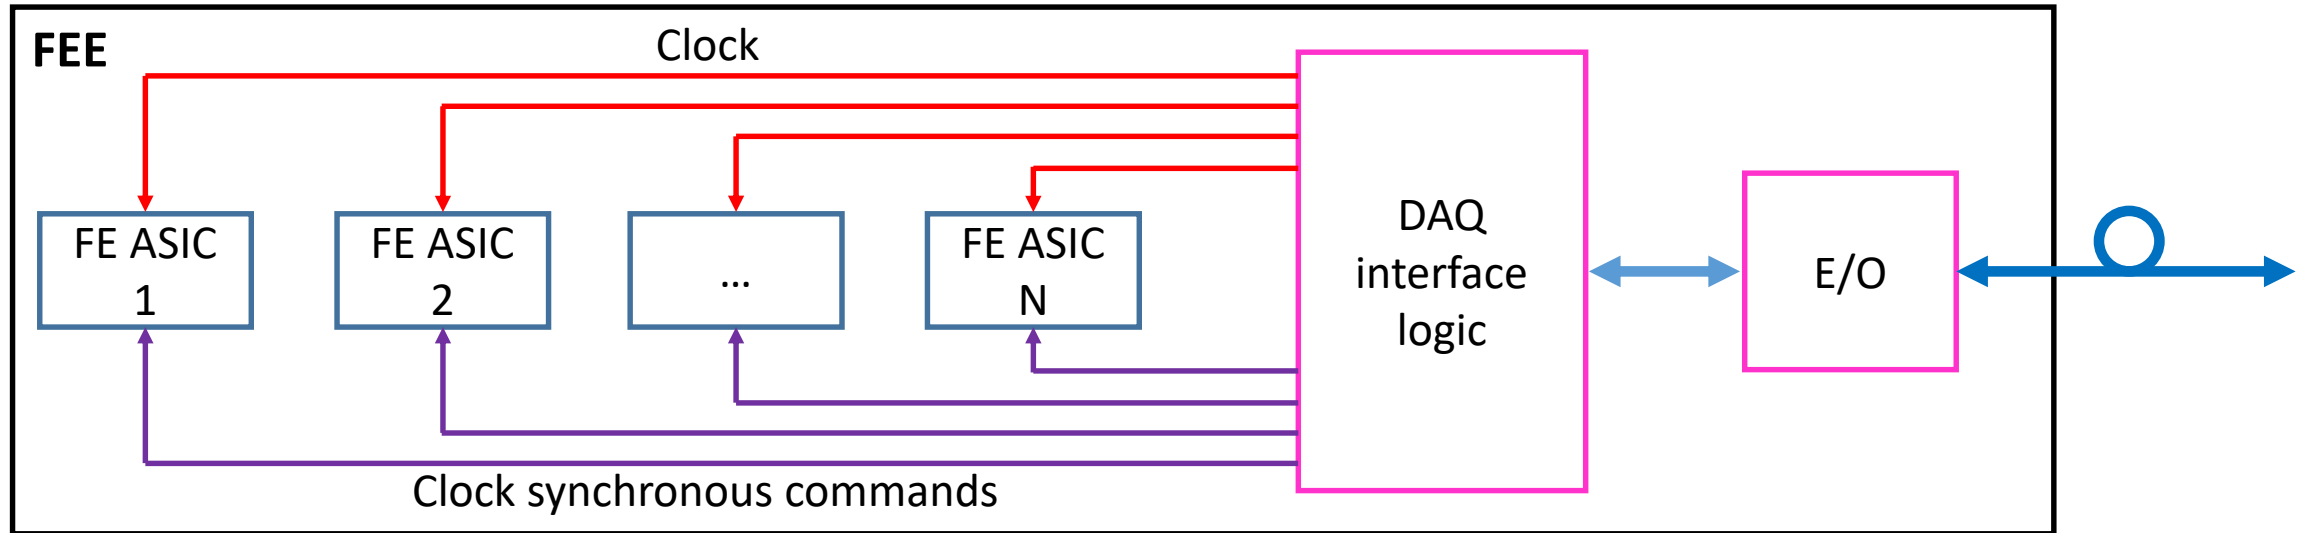 FEE
Clock
FE ASIC
1
FE ASIC
2
...
FE ASIC
N
DAQ
interface
logic
E/O
Clock synchronous commands